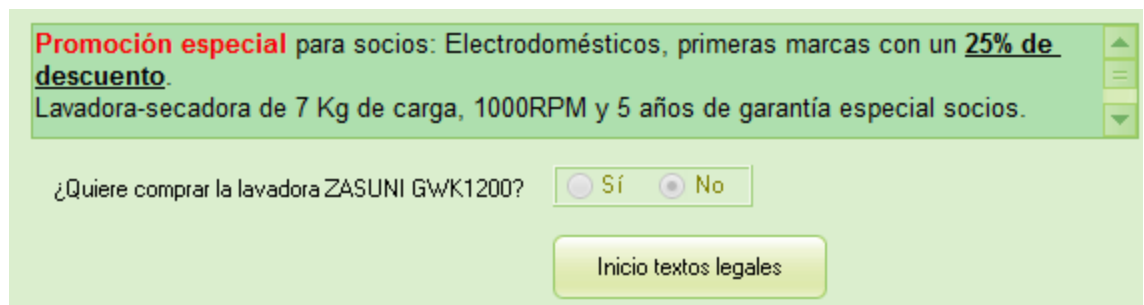 Promoción especial para socios: Electrodomésticos, primeras marcas con un 25% de
descuento.
Lavadora-secadora de 7 Kg de carga, 1000RPM y 5 años de garantía especial socios.
¿Quiere comprar la lavadora ZASUNI GWK1200? Sí No
Inicio textos legales